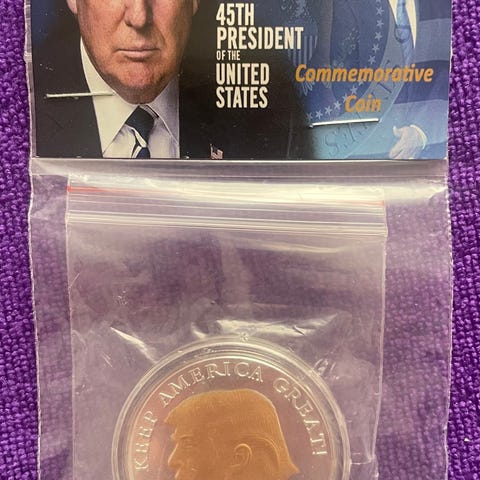 45TH
PRESIDENT
OF THE
UNITED
STATES
Commemorative
Coin
KEEP AMERICA GREAT!